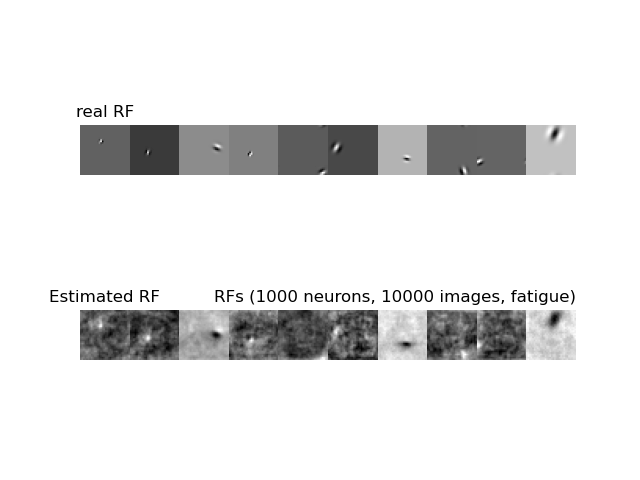 real RF
Estimated RF
RFs (1000 neurons, 10000 images, fatigue)